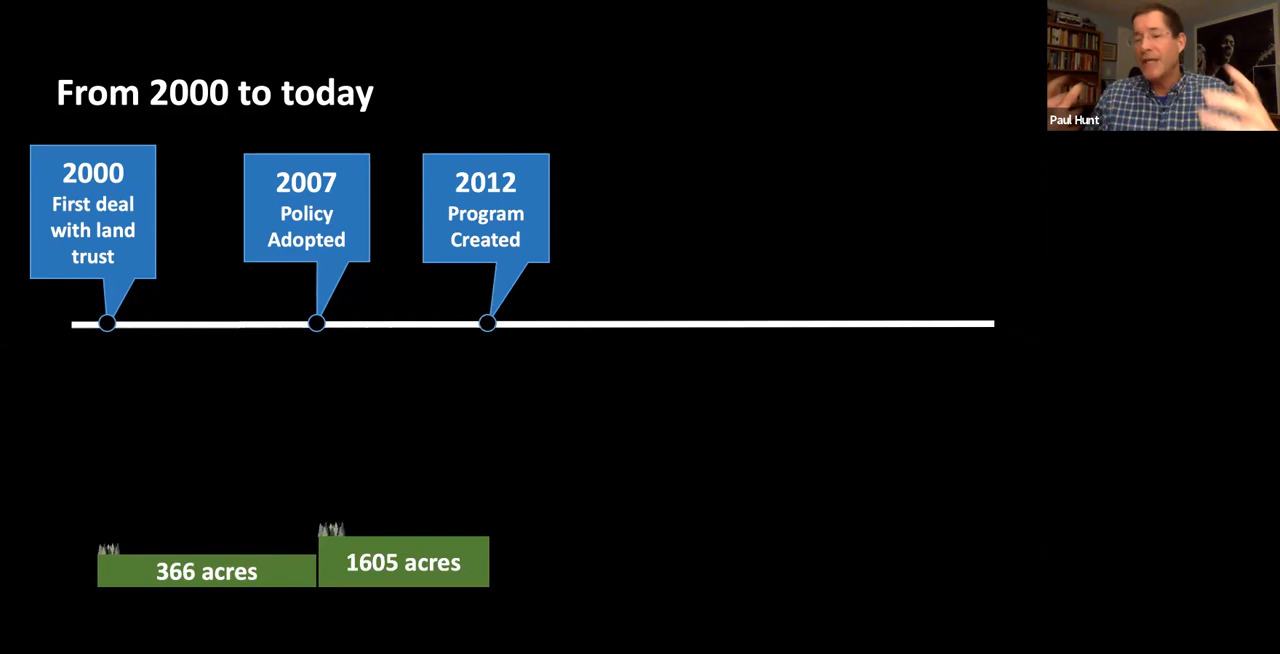 From 2000 to today
Paul Hunt
2000
First deal
with land
trust
2007
Policy
Adopted
2012
Program
Created
366 acres
1605 acres